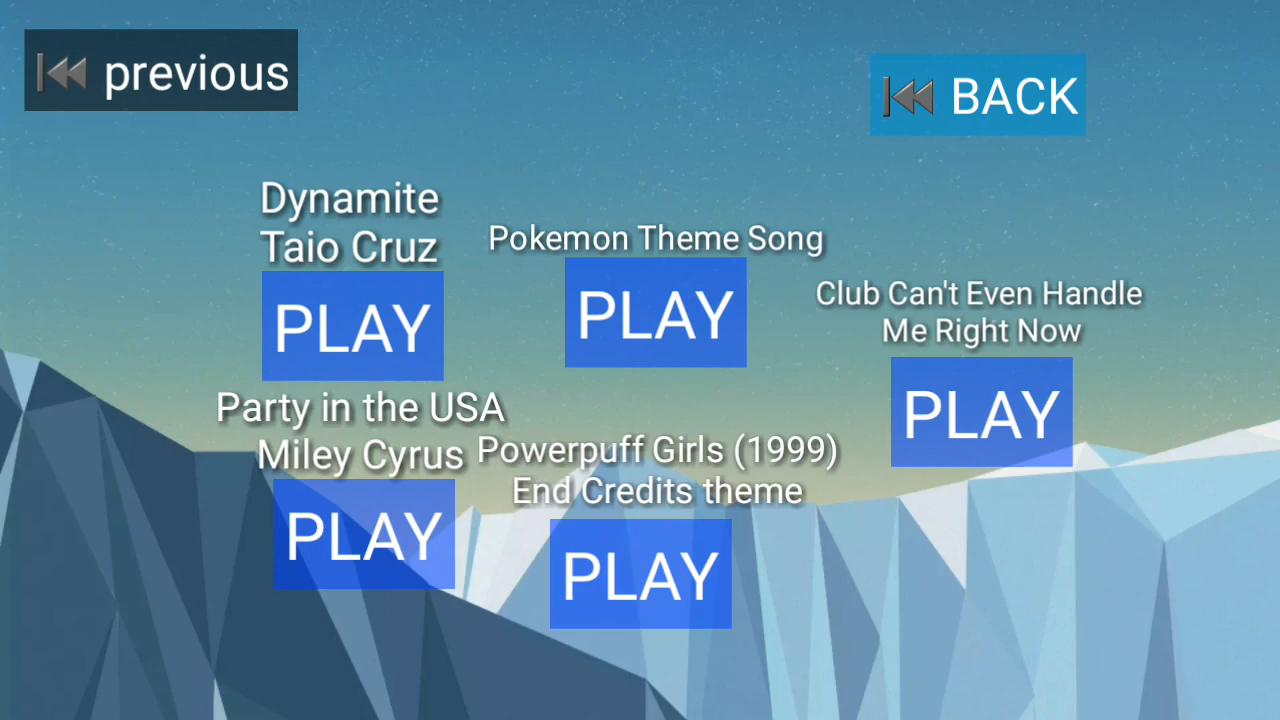 ⏮ previous
⏮ BACK
Dynamite
Taio Cruz
PLAY
Pokemon Theme Song
PLAY
Club Can't Even Handle
Me Right Now
PLAY
Party in the USA
Miley Cyrus
PLAY
Powerpuff Girls (1999)
End Credits theme
PLAY